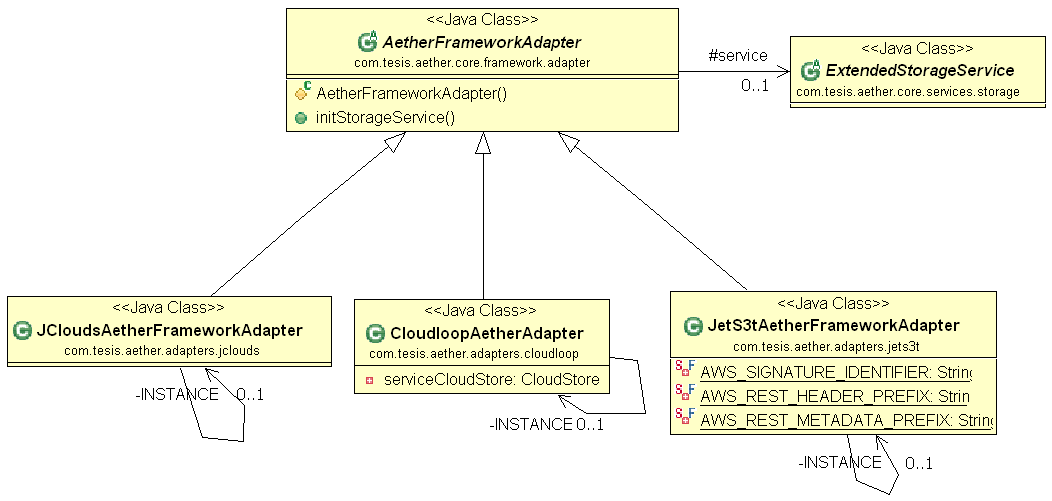 <<Java Class>>
AetherFrameworkAdapter
com.tesis.aether.core.framework.adapter
AetherFrameworkAdapter()
initStorageService()
#service
0..1
<<Java Class>>
ExtendedStorageService
com.tesis.aether.core.services.storage
<<Java Class>>
JCloudsAetherFrameworkAdapter
com.tesis.aether.adapters.jclouds
-INSTANCE
0..1
<<Java Class>>
CloudloopAetherAdapter
com.tesis.aether.adapters.cloudloop
serviceCloudStore: CloudStore
-INSTANCE
0..1
<<Java Class>>
JetS3tAetherFrameworkAdapter
com.tesis.aether.adapters.jets3t
AWS_SIGNATURE_IDENTIFIER: String
AWS_REST_HEADER_PREFIX: Strin
AWS_REST_METADATA_PREFIX: String
-INSTANCE
0..1